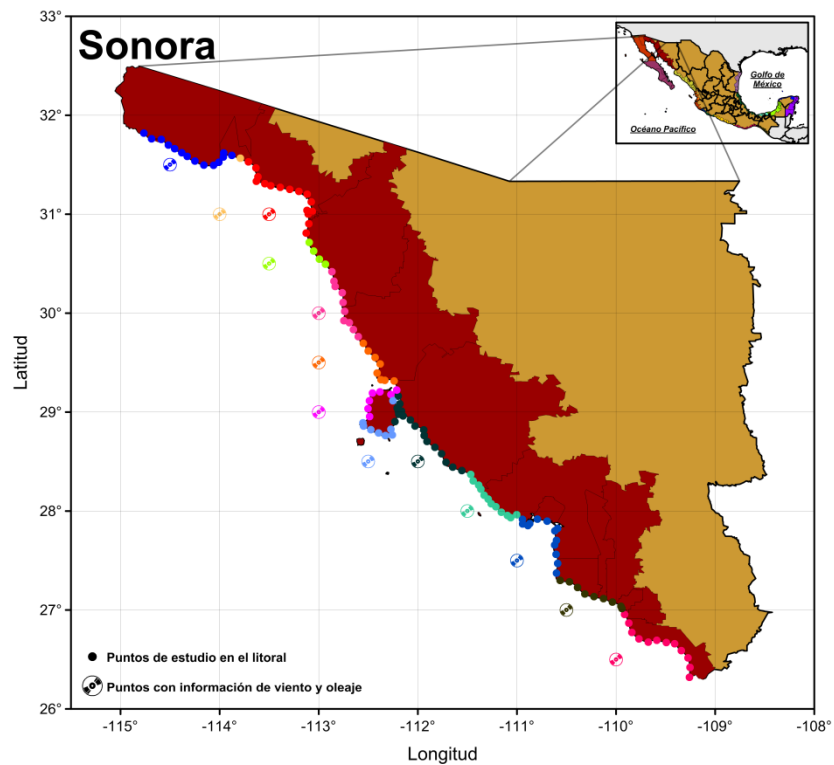 Sonora
Golfo de
México
Océano Pacífico
33°
32°
31°
30°
29°
28°
27°
26°
Latitud
Puntos de estudio en el litoral
Puntos con información de viento y oleaje
-115° -114° -113° -112° -111° -110° -109° -108°
Longitud